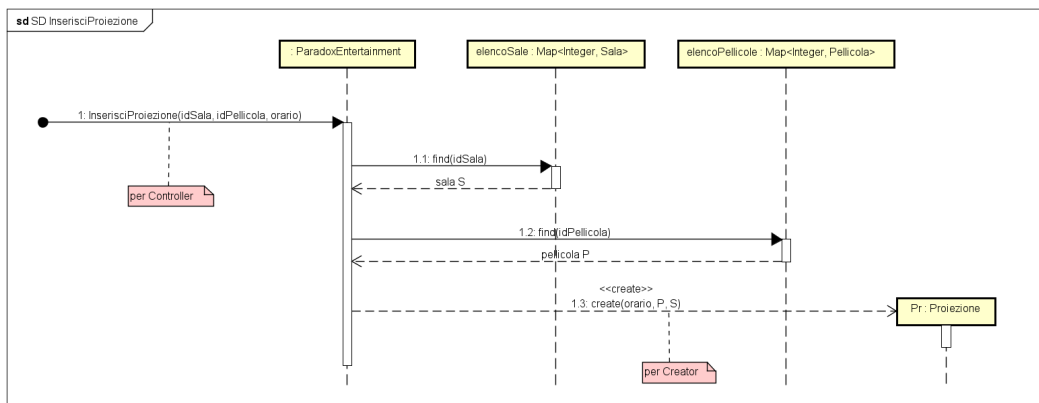 sd SD InserisciProiezione
: ParadoxEntertainment
elencoSale : Map<Integer, Sala>
elencoPellicole : Map<Integer, Pellicola>
1: InserisciProiezione(idSala, idPellicola, orario)
1.1: find(idSala)
sala S
per Controller
1.2: find(idPellicola)
pellicola P
<<create>>
1.3: create(orario, P, S)
Pr : Proiezione
per Creator